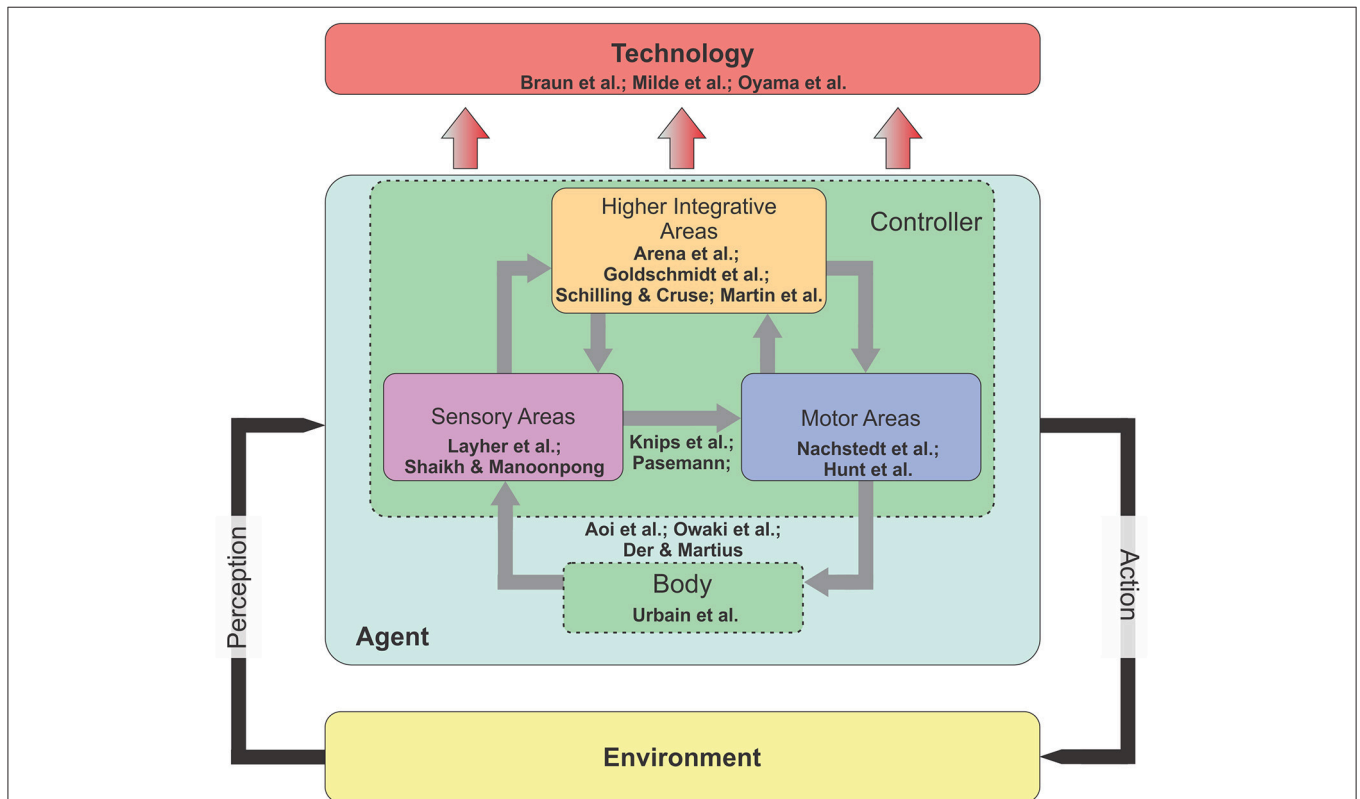 Technology
Braun et al.; Milde et al.; Oyama et al.
Higher Integrative
Areas
Arena et al.;
Goldschmidt et al.;
Schilling & Cruse; Martin et al.
Controller
Sensory Areas
Layher et al.;
Shaikh & Manoonpong
Knips et al.;
Pasemann;
Motor Areas
Nachstedt et al.;
Hunt et al.
Aoi et al.; Owaki et al.;
Der & Martius
Body
Urbain et al.
Agent
Perception
Action
Environment